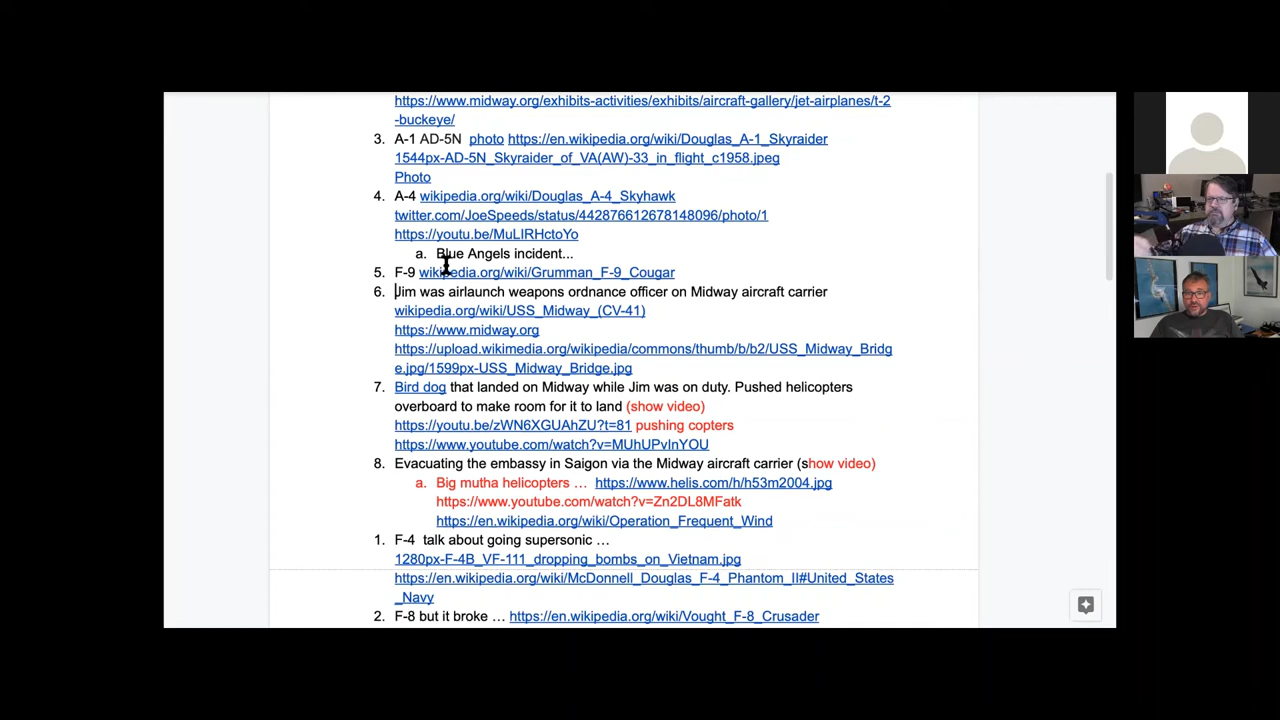 https://www.midway.org/exhibits-activities/exhibits/aircraft-gallery/jet-airplanes/t-2
-buckeye/
3. A-1 AD-5N photo https://en.wikipedia.org/wiki/Douglas_A-1_Skyraider
1544px-AD-5N_Skyraider_of_VA(AW)-33_in_flight_c1958.jpeg
Photo
4. A-4 wikipedia.org/wiki/Douglas_A-4_Skyhawk
twitter.com/JoeSpeeds/status/442876612678148096/photo/1
https://youtu.be/MuLIRHctoYo
a. Blue Angels incident...
5. F-9 wikipedia.org/wiki/Grumman_F-9_Cougar
6. Jim was airlaunch weapons ordnance officer on Midway aircraft carrier
wikipedia.org/wiki/USS_Midway_(CV-41)
https://www.midway.org
https://upload.wikimedia.org/wikipedia/commons/thumb/b/b2/USS_Midway_Bridg
e.jpg/1599px-USS_Midway_Bridge.jpg
7. Bird dog that landed on Midway while Jim was on duty. Pushed helicopters
overboard to make room for it to land (show video)
https://youtu.be/zWN6XGUAhZU?t=81 pushing copters
https://www.youtube.com/watch?v=MUhUPvInYOU
8. Evacuating the embassy in Saigon via the Midway aircraft carrier (show video)
a. Big mutha helicopters … https://www.helis.com/h/h53m2004.jpg
https://www.youtube.com/watch?v=Zn2DL8MFatk
https://en.wikipedia.org/wiki/Operation_Frequent_Wind
1. F-4 talk about going supersonic …
1280px-F-4B_VF-111_dropping_bombs_on_Vietnam.jpg
https://en.wikipedia.org/wiki/McDonnell_Douglas_F-4_Phantom_II#United_States
_Navy
2. F-8 but it broke … https://en.wikipedia.org/wiki/Vought_F-8_Crusader